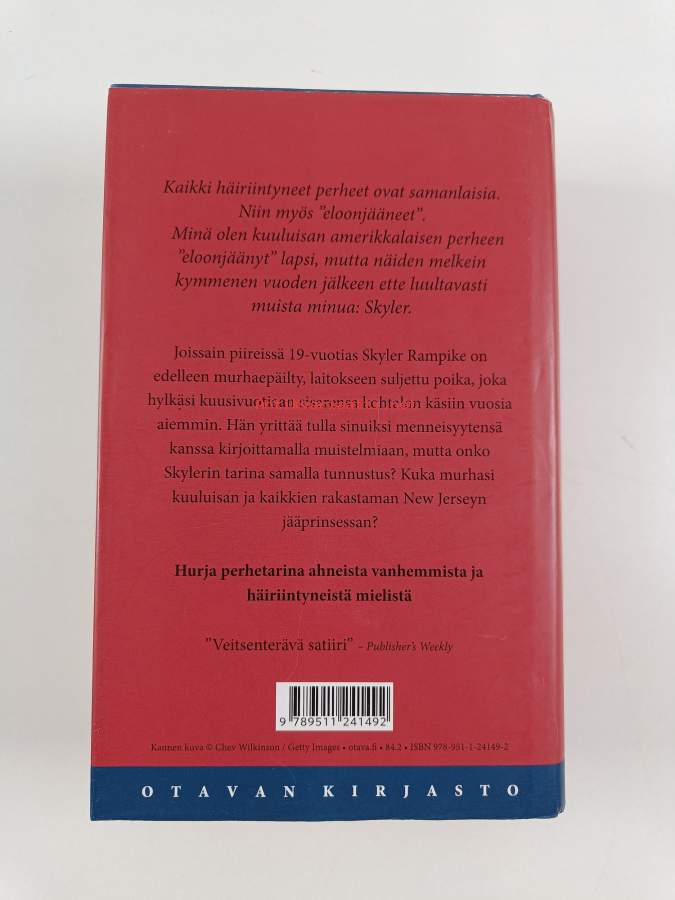 Kaikki häiriintyneet perheet ovat samanlaisia.
Niin myös ”eloonjääneet”.
Minä olen kuuluisan amerikkalaisen perheen
”eloonjäänyt” lapsi, mutta näiden melkein
kymmenen vuoden jälkeen ette luultavasti
muista minua: Skyler.
Joissain piireissä 19-vuotias Skyler Rampike on
edelleen murhaepäilty, laitokseen suljettu poika, joka
hylkäsi kuusivuotiaan sisarensa kohtalon käsiin vuosia
aiemmin. Hän yrittää tulla sinuiksi menneisyytensä
kanssa kirjoittamalla muistelmiaan, mutta onko
Skylerin tarina samalla tunnustus? Kuka murhasi
kuuluisan ja kaikkien rakastaman New Jerseyn
jääprinsessan?
Hurja perhetarina ahneista vanhemmista ja
häiriintyneistä mielistä
”Veitsenterävä satiiri” – Publisher's Weekly
9 789511 241492
Kannen kuva © Chev Wilkinson / Getty Images • otava.fi • 84.2 • ISBN 978-951-1-24149-2
OTAVAN KIRJASTO